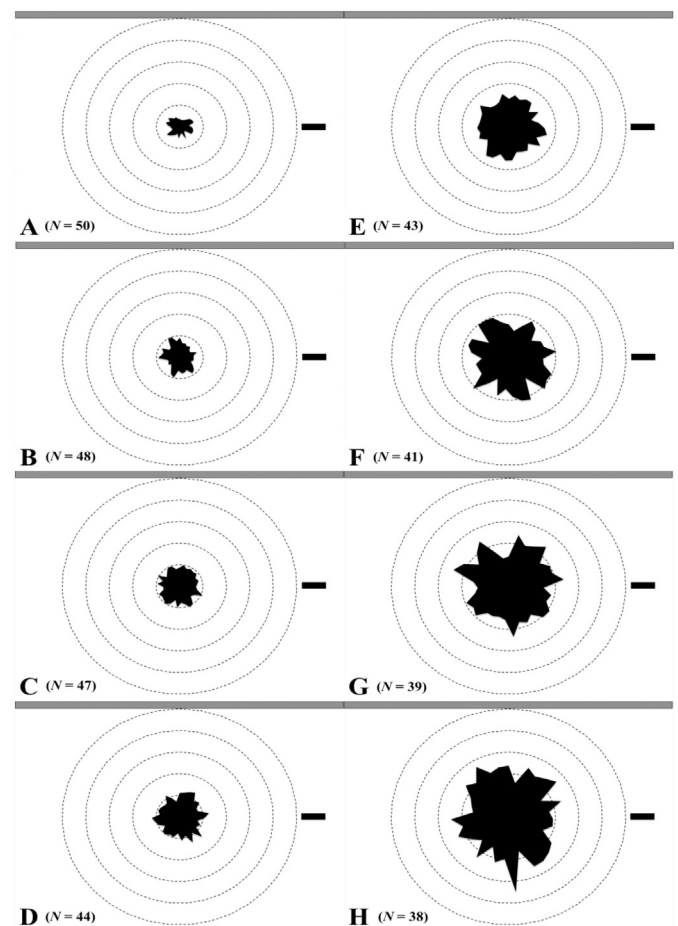 A (N = 50)
E (N = 43)
B (N = 48)
F (N = 41)
C (N = 47)
G (N = 39)
D (N = 44)
H (N = 38)